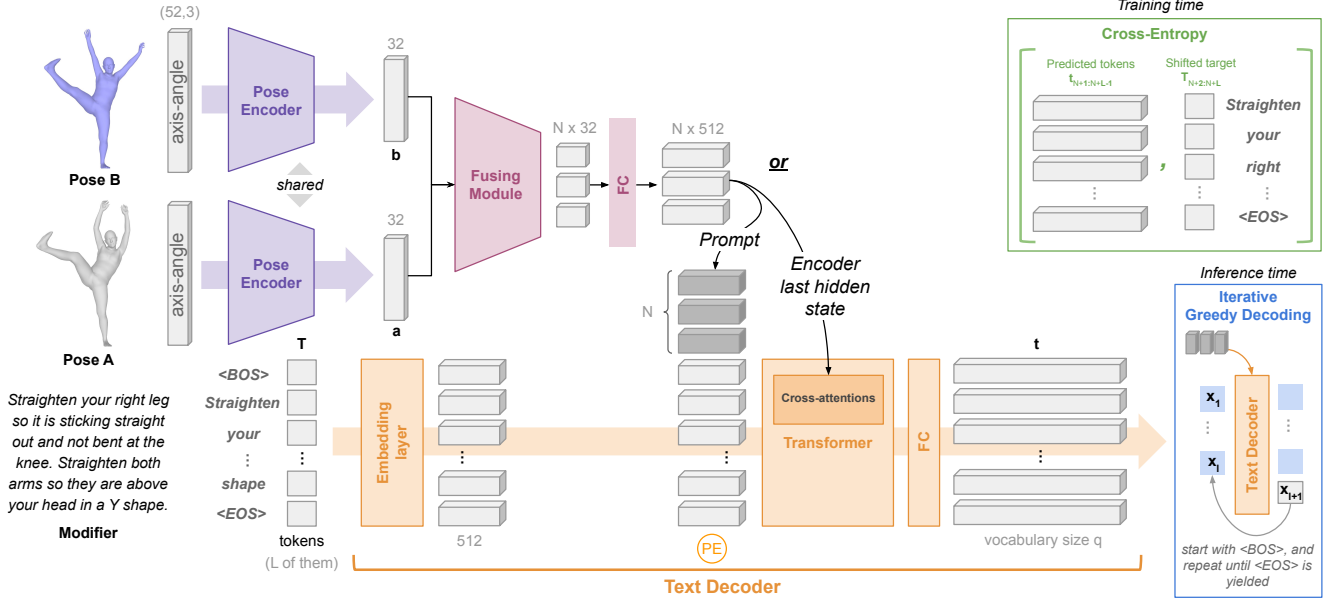 (52,3)
axis-angle
Pose
Encoder
32
b
Pose B
shared
axis-angle
Pose
Encoder
32
a
Pose A
Fusing
Module
N x 32
FC
N x 512
or
Prompt
Encoder
last hidden
state
N
Training time
Cross-Entropy
Predicted tokens
t_{N+1:N+L-1}
Shifted target
T_{N+2:N+L}
Straighten
your
right
,
⋮
<EOS>
Straighten your right leg
so it is sticking straight
out and not bent at the
knee. Straighten both
arms so they are above
your head in a Y shape.
Modifier
T
<BOS>
Straighten
your
⋮
shape
<EOS>
tokens
(L of them)
Embedding
layer
512
PE
Cross-attentions
Transformer
FC
t
vocabulary size q
Text Decoder
Inference time
Iterative
Greedy Decoding
x_1
x_l
Text Decoder
x_{l+1}
start with <BOS>, and
repeat until <EOS> is
yielded